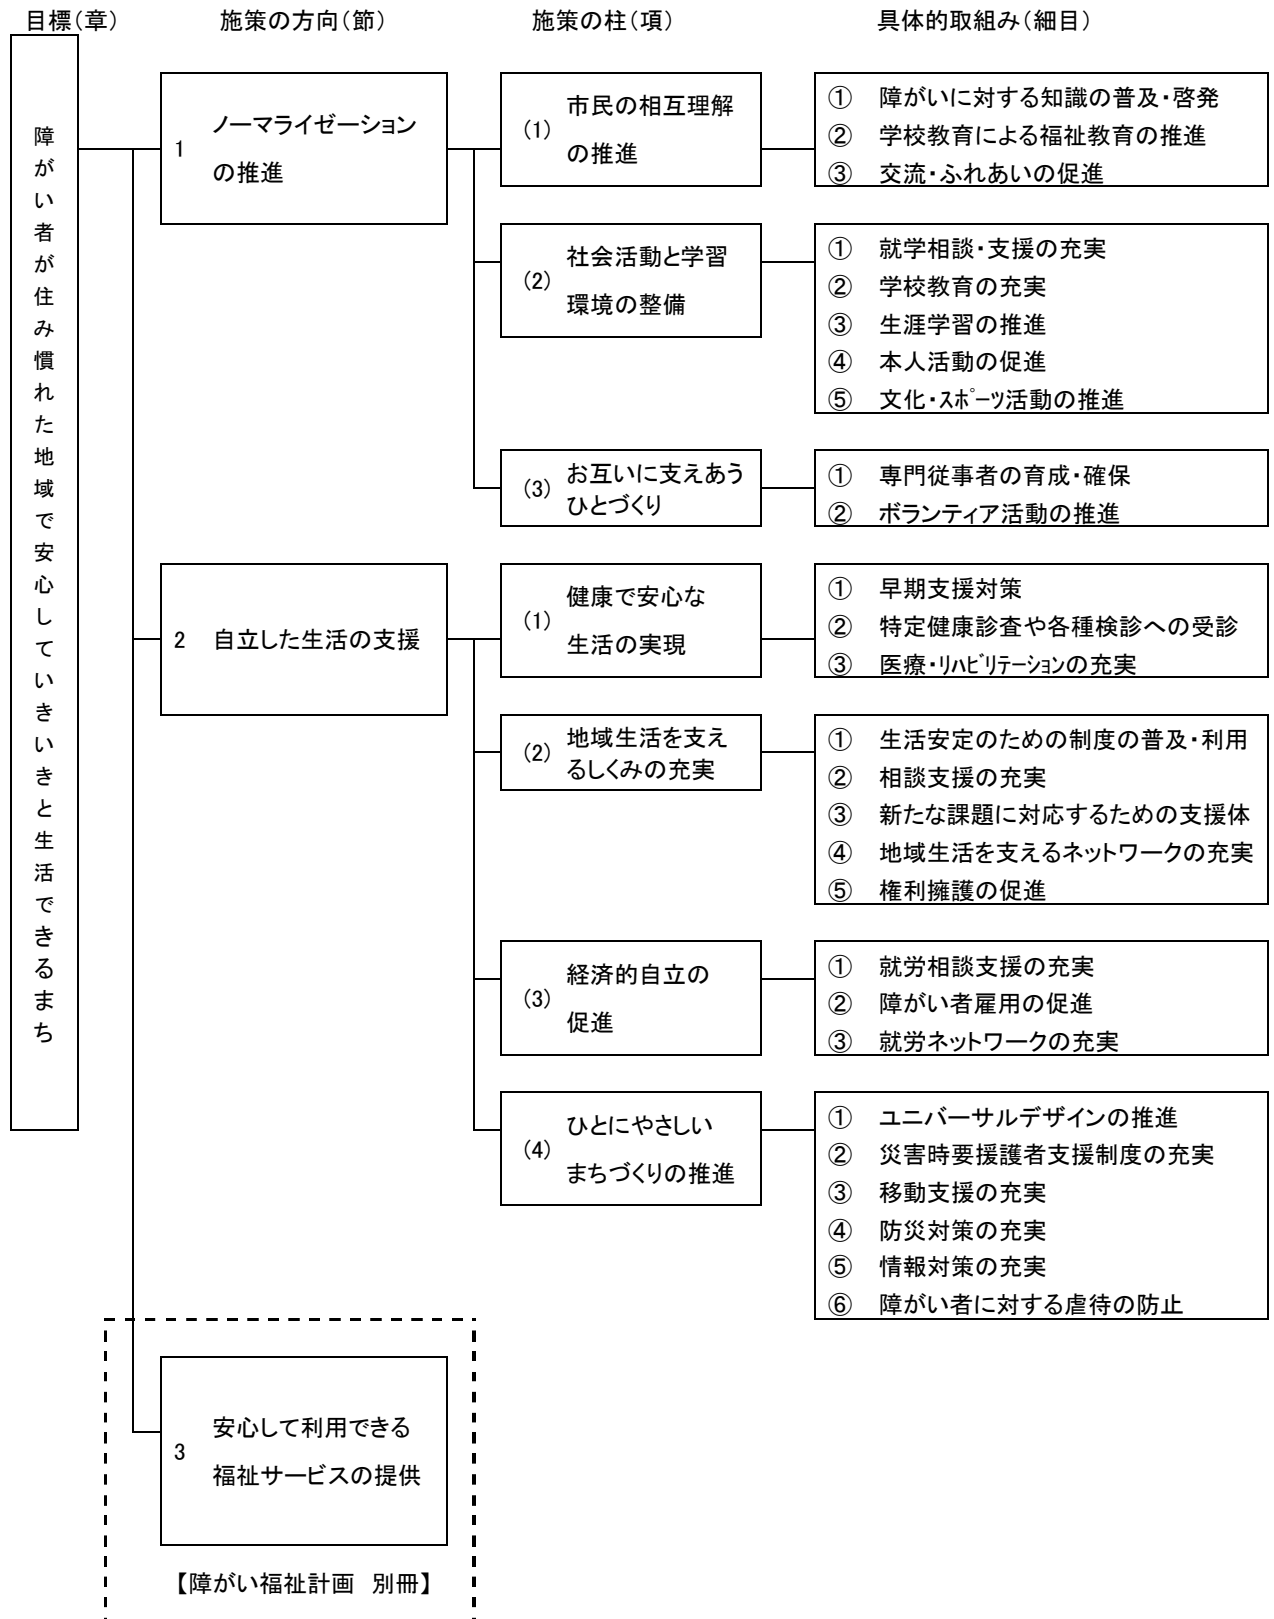 目標(章) 施策の方向(節) 施策の柱(項) 具体的取組み(細目)
障がい者が住み慣れた地域で安心していきいきと生活できるまち
1 ノーマライゼーション
の推進
(1) 市民の相互理解
の推進
① 障がいに対する知識の普及・啓発
② 学校教育による福祉教育の推進
③ 交流・ふれあいの促進
(2) 社会活動と学習
環境の整備
① 就学相談・支援の充実
② 学校教育の充実
③ 生涯学習の推進
④ 本人活動の促進
⑤ 文化・スポーツ活動の推進
(3) お互いに支えあう
ひとづくり
① 専門従事者の育成・確保
② ボランティア活動の推進
2 自立した生活の支援
(1) 健康で安心な
生活の実現
① 早期支援対策
② 特定健康診査や各種検診への受診
③ 医療・リハビリテーションの充実
(2) 地域生活を支え
るしくみの充実
① 生活安定のための制度の普及・利用
② 相談支援の充実
③ 新たな課題に対応するための支援体
④ 地域生活を支えるネットワークの充実
⑤ 権利擁護の促進
(3) 経済的自立の
促進
① 就労相談支援の充実
② 障がい者雇用の促進
③ 就労ネットワークの充実
(4) ひとにやさしい
まちづくりの推進
① ユニバーサルデザインの推進
② 災害時要援護者支援制度の充実
③ 移動支援の充実
④ 防災対策の充実
⑤ 情報対策の充実
⑥ 障がい者に対する虐待の防止
3 安心して利用できる
福祉サービスの提供
【障がい福祉計画 別冊】